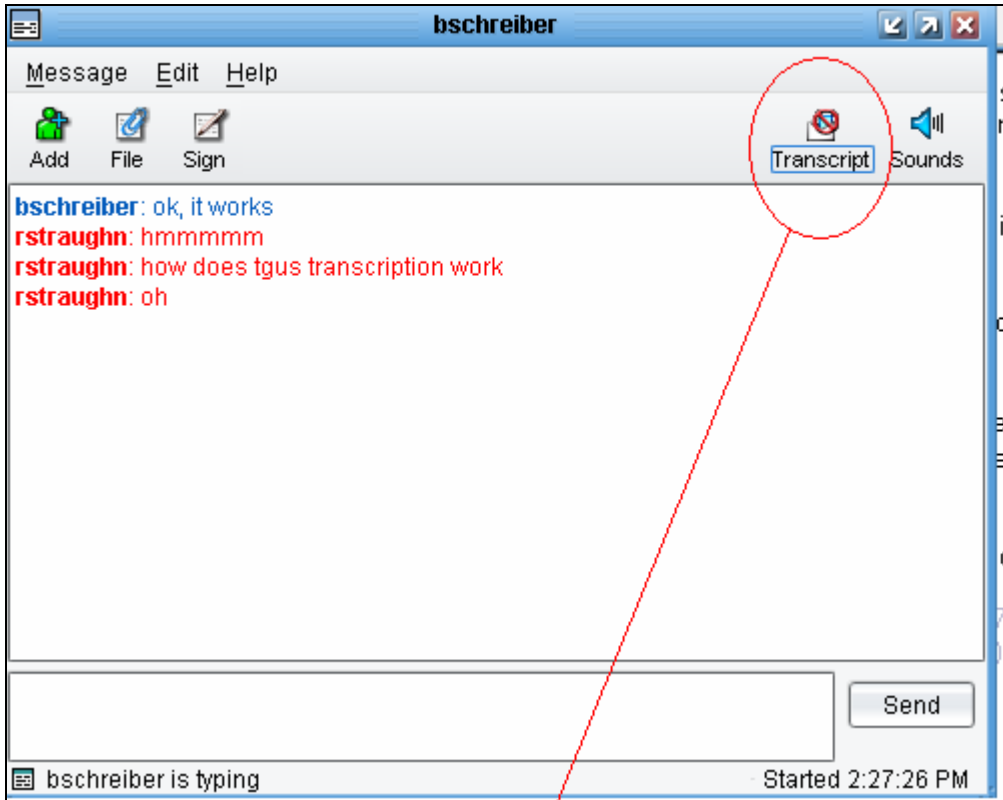 bschreiber
Message Edit Help
Add File Sign Transcript Sounds
bschreiber: ok, it works
rstraughn: hmmmmm
rstraughn: how does tgus transcription work
rstraughn: oh
Send
bschreiber is typing Started 2:27:26 PM